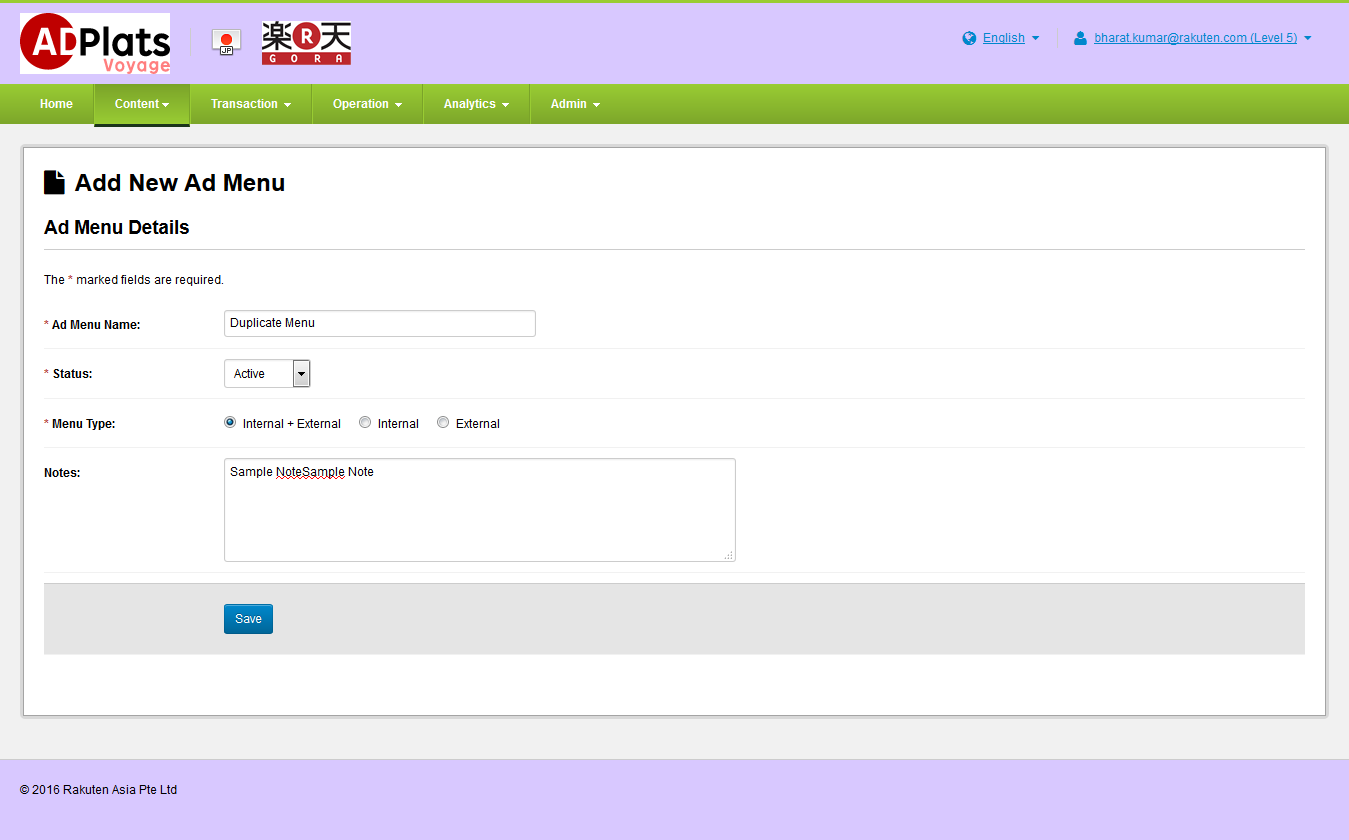 ADPlats
Voyage
JP
楽R天
GORA
English
bharat.kumar@rakuten.com (Level 5)
Home
Content
Transaction
Operation
Analytics
Admin
Add New Ad Menu
Ad Menu Details
The * marked fields are required.
* Ad Menu Name: Duplicate Menu
* Status: Active
* Menu Type: Internal + External Internal External
Notes: Sample NoteSample Note
Save
© 2016 Rakuten Asia Pte Ltd